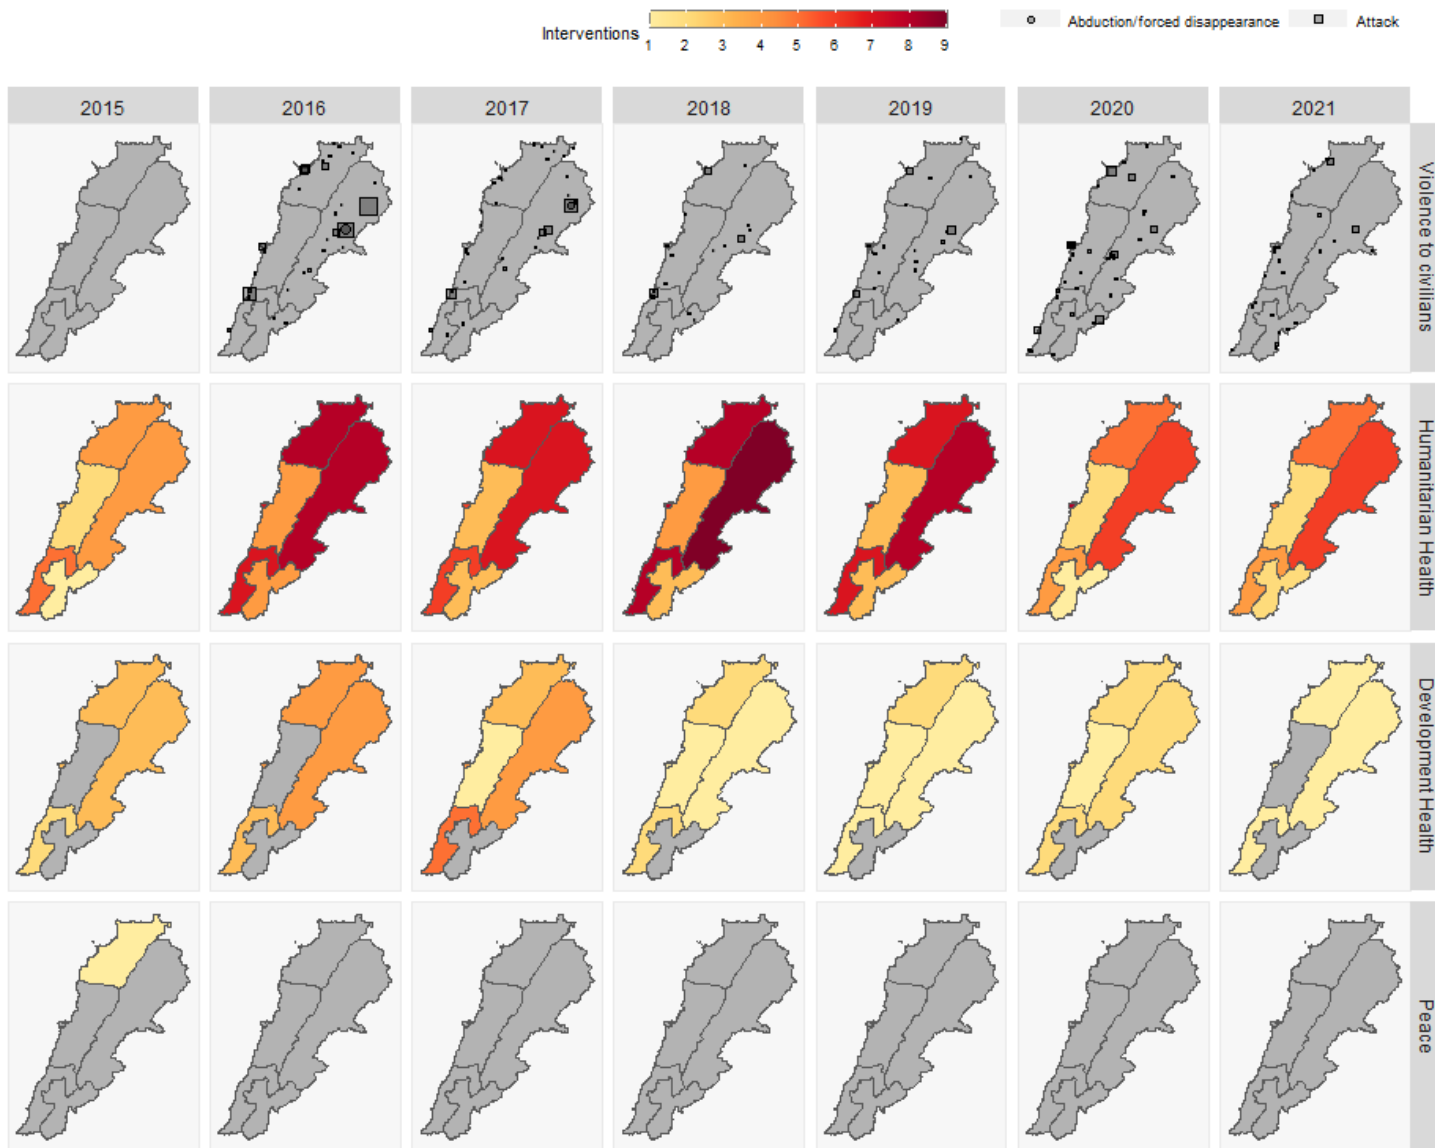 Interventions
1 2 3 4 5 6 7 8 9
Abduction/forced disappearance
Attack
2015 2016 2017 2018 2019 2020 2021
Violence to civilians
Humanitarian Health
Development Health
Peace